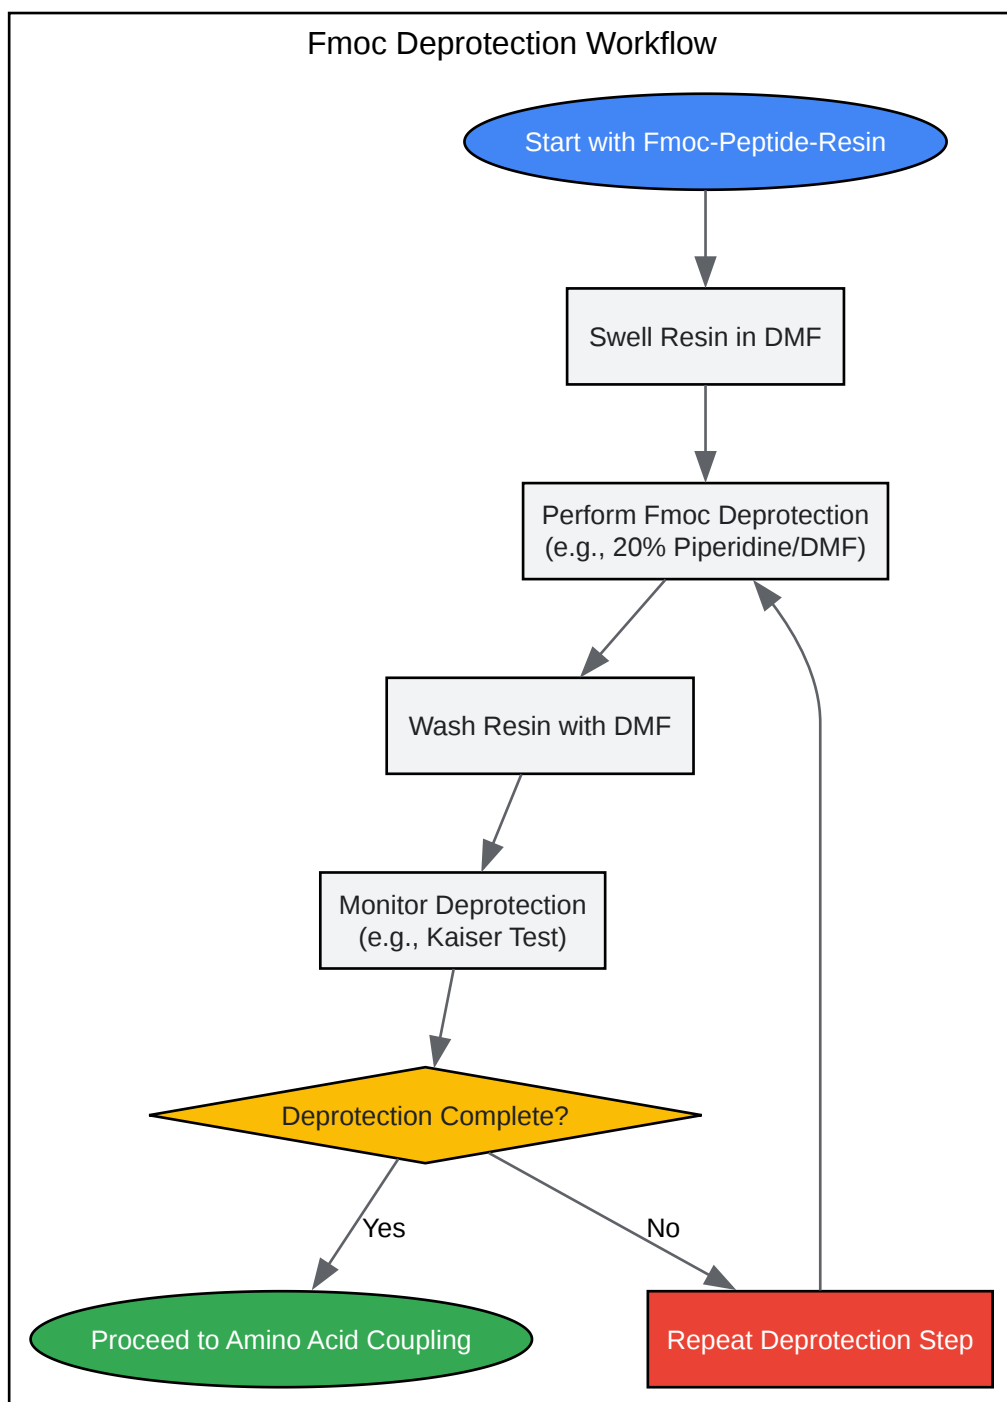 Fmoc Deprotection Workflow
Start with Fmoc-Peptide-Resin
Swell Resin in DMF
Perform Fmoc Deprotection
(e.g., 20% Piperidine/DMF)
Wash Resin with DMF
Monitor Deprotection
(e.g., Kaiser Test)
Deprotection Complete?
Yes
No
Proceed to Amino Acid Coupling
Repeat Deprotection Step